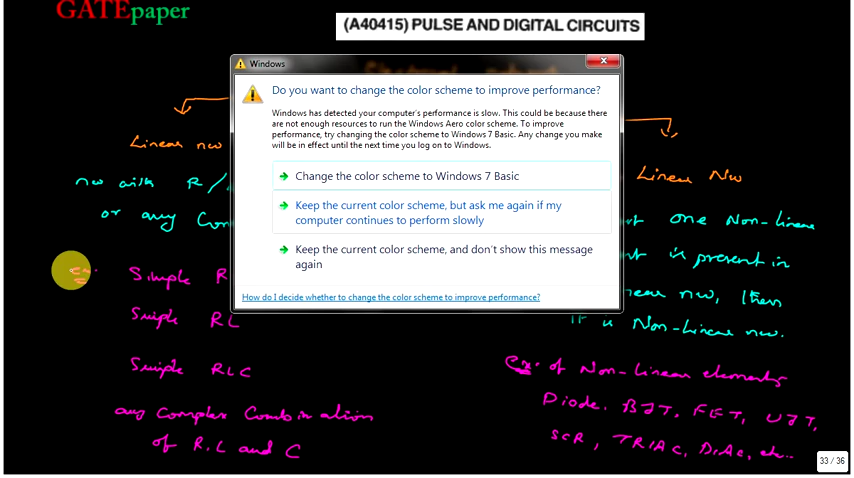 GATEpaper
(A40415) PULSE AND DIGITAL CIRCUITS
Windows
Do you want to change the color scheme to improve performance?
Windows has detected your computer's performance is slow. This could be because there
are not enough resources to run the Windows Aero color scheme. To improve
performance, try changing the color scheme to Windows 7 Basic. Any change you make
will be in effect until the next time you log on to Windows.
Change the color scheme to Windows 7 Basic
Keep the current color scheme, but ask me again if my
computer continues to perform slowly
Keep the current color scheme, and don't show this message
again
How do I decide whether to change the color scheme to improve performance?
Linear nw
nw with R/
or any Com
Ex:
Simple R
Simple RL
Simple RLC
any Complex Combination
of R, L and C
Linear Nw
one Non-linear
is present in
near nw, then
it is Non-linear nw.
Ex: of Non-linear elements
Diode, BJT, FET, UJT,
SCR, TRIAC, DIAC, etc...
33 / 36